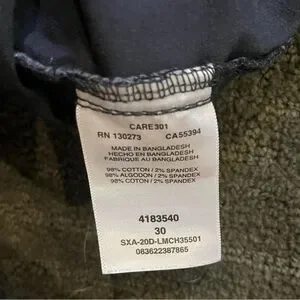 CARE301
RN 130273 CA55394
MADE IN BANGLADESH
HECHO EN BANGLADESH
FABRIQUE AU BANGLADESH
98% COTTON / 2% SPANDEX
98% ALGODON / 2% SPANDEX
98% COTON / 2% SPANDEX
4183540
30
SXA-20D-LMCH35501
083622387865